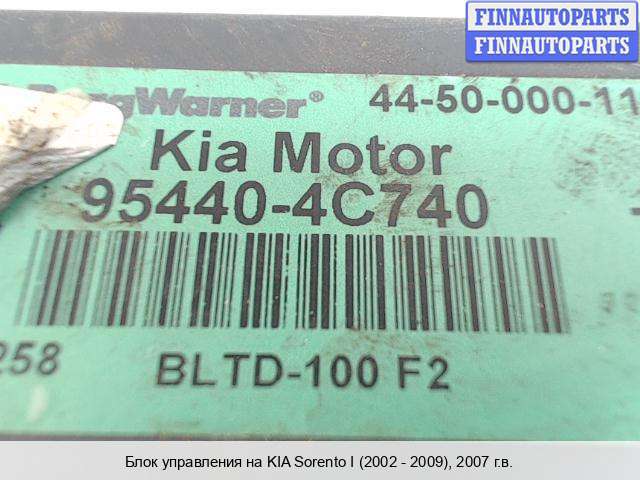 FINNAUTOPARTS
FINNAUTOPARTS
BorgWarner® 44-50-000-11
Kia Motor
95440-4C740
258 BLTD-100 F2
Блок управления на KIA Sorento I (2002 - 2009), 2007 г.в.